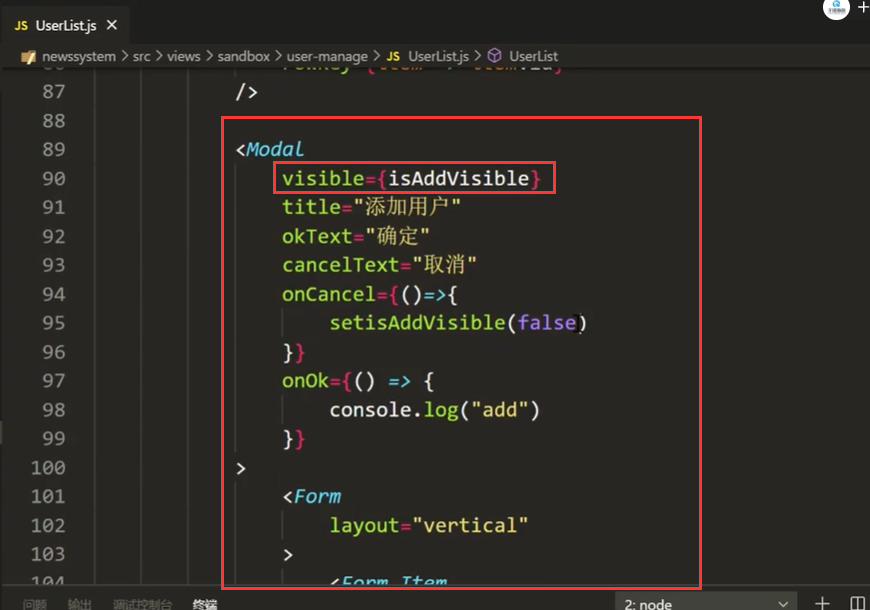 JS UserList.js ×
newssystem > src > views > sandbox > user-manage > JS UserList.js > UserList
87 />
88
89 <Modal
90 visible={isAddVisible}
91 title="添加用户"
92 okText="确定"
93 cancelText="取消"
94 onCancel={()=>{
95 setisAddVisible(false)
96 }}
97 onOk={() => {
98 console.log("add")
99 }}
100 >
101 <Form
102 layout="vertical"
103 >
104 <Form.Item
问题 输出 调试控制台 终端 2: node